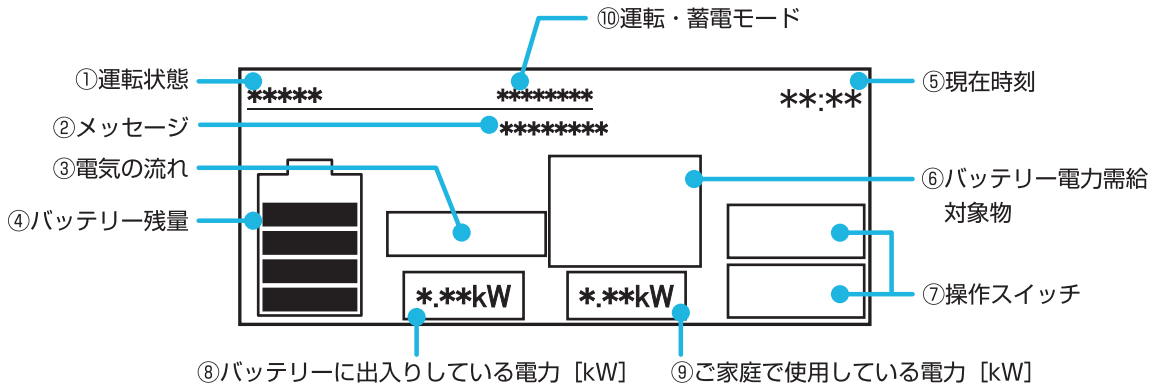 ⑩運転・蓄電モード
①運転状態
⑤現在時刻
*****
********
**:**
②メッセージ
********
③電気の流れ
⑥バッテリー電力需給
対象物
④バッテリー残量
*.**kW
*.**kW
⑦操作スイッチ
⑧バッテリーに出入りしている電力［kW］
⑨ご家庭で使用している電力［kW］